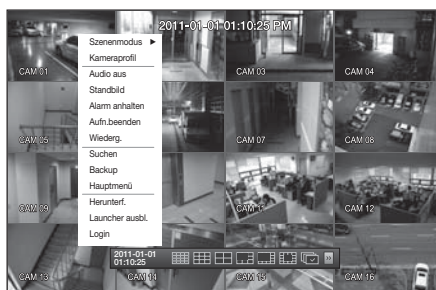 2011-01-01 01:10:25 PM
CAM 01
CAM 03
CAM 04
Szenenmodus ▶
Kameraprofil
Audio aus
Standbild
Alarm anhalten
Aufn.beenden
Wiederg.
Suchen
Backup
Hauptmenü
Herunterf.
Launcher ausbl.
Login
CAM 05
CAM 07
CAM 08
CAM 09
CAM 11
CAM 12
2011-01-01
01:10:25
CAM 13
CAM 14
CAM 15
CAM 16